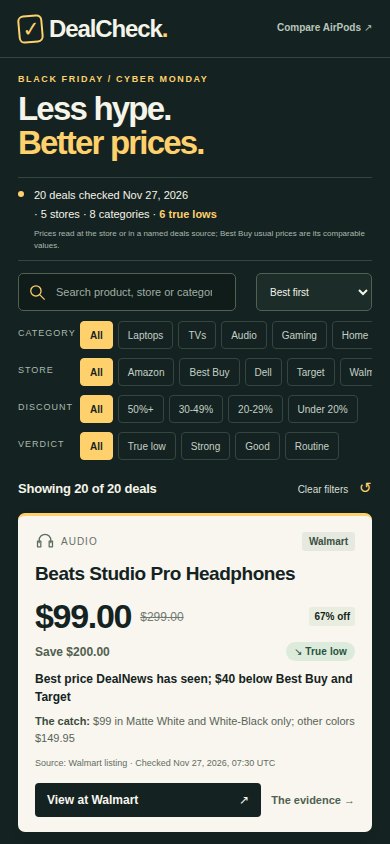 DealCheck.
Compare AirPods ↗
BLACK FRIDAY / CYBER MONDAY
Less hype.
Better prices.
20 deals checked Nov 27, 2026
· 5 stores · 8 categories · 6 true lows
Prices read at the store or in a named deals source; Best Buy usual prices are its comparable
values.
Search product, store or categor
Best first
CATEGORY All Laptops TVs Audio Gaming Home
STORE All Amazon Best Buy Dell Target Walm
DISCOUNT All 50%+ 30-49% 20-29% Under 20%
VERDICT All True low Strong Good Routine
Showing 20 of 20 deals
Clear filters ↺
AUDIO
Walmart
Beats Studio Pro Headphones
$99.00 $299.00 67% off
Save $200.00
↘ True low
Best price DealNews has seen; $40 below Best Buy and
Target
The catch: $99 in Matte White and White-Black only; other colors
$149.95
Source: Walmart listing · Checked Nov 27, 2026, 07:30 UTC
View at Walmart ↗
The evidence →